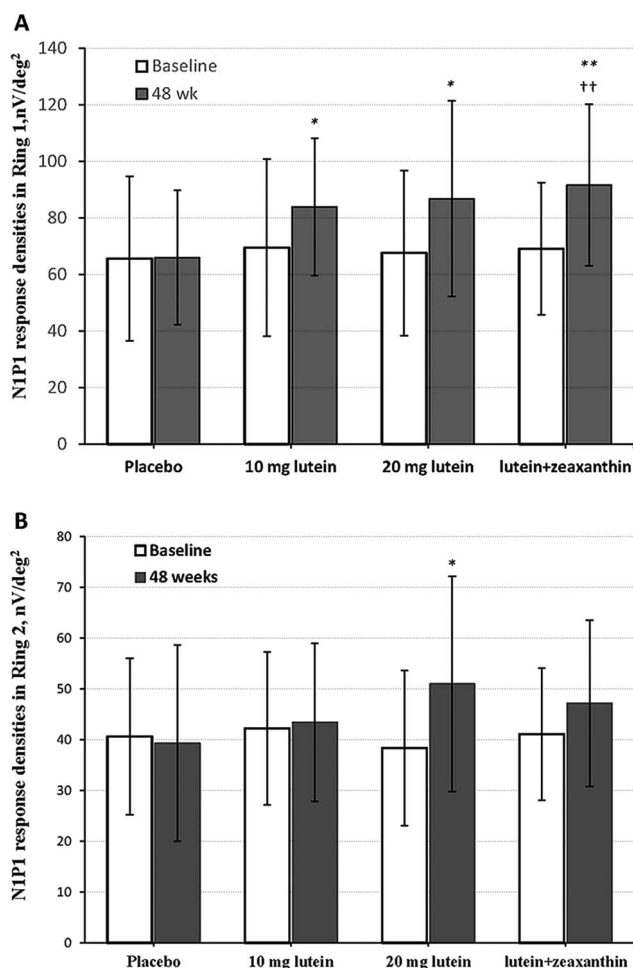 A
N1P1 response densities in Ring 1,nV/deg²
140
120
100
80
60
40
20
0
Baseline
48 wk
*
*
**
††
Placebo
10 mg lutein
20 mg lutein
lutein+zeaxanthin
B
N1P1 response densities in Ring 2, nV/deg²
80
70
60
50
40
30
20
10
0
Baseline
48 weeks
*
Placebo
10 mg lutein
20 mg lutein
lutein+zeaxanthin